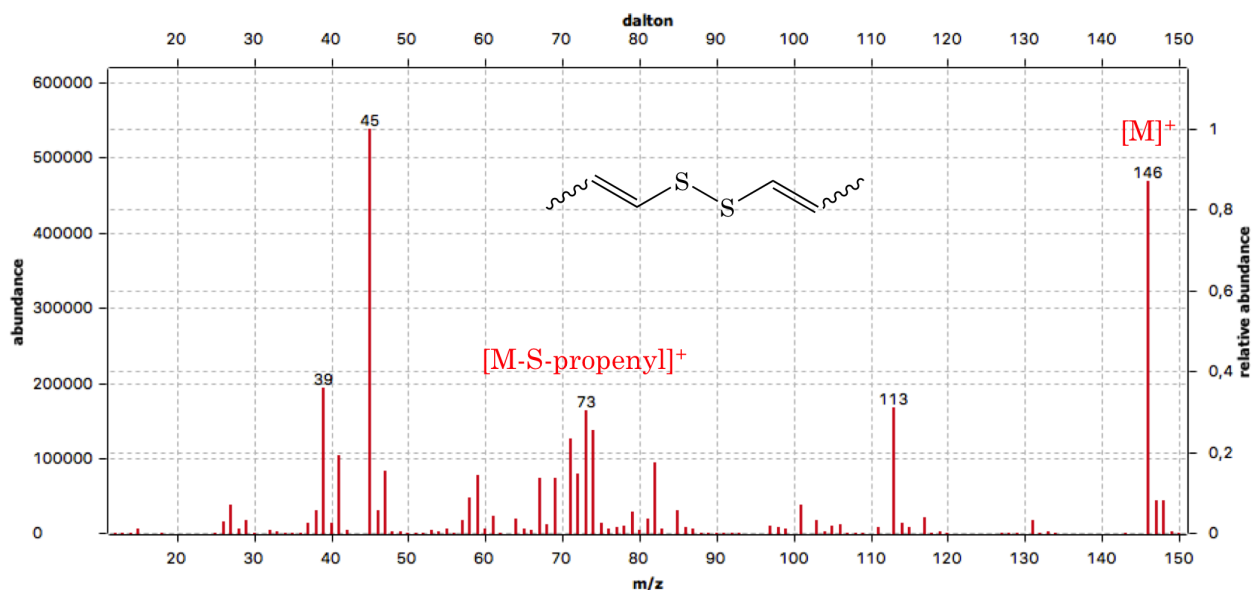 dalton
20 30 40 50 60 70 80 90 100 110 120 130 140 150
600000
500000
400000
300000
200000
100000
0
abundance
1
0,8
0,6
0,4
0,2
0
relative abundance
45
[M]⁺
146
S
S
[M-S-propenyl]]⁺
39
73
113
20 30 40 50 60 70 80 90 100 110 120 130 140 150
m/z